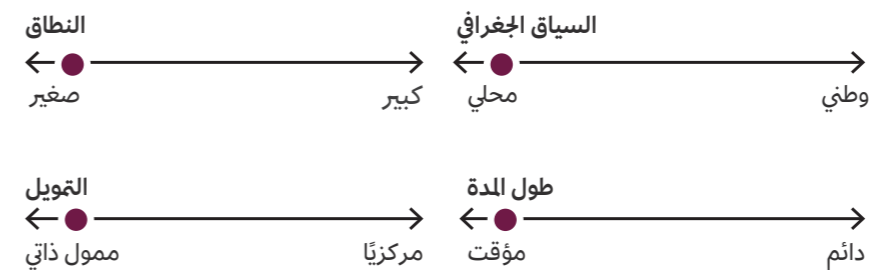 السياق الجغرافي
وطني
محلي
النطاق
كبير
صغير
طول المدة
دائم
مؤقت
التمويل
مركزيًا
ممول ذاتي